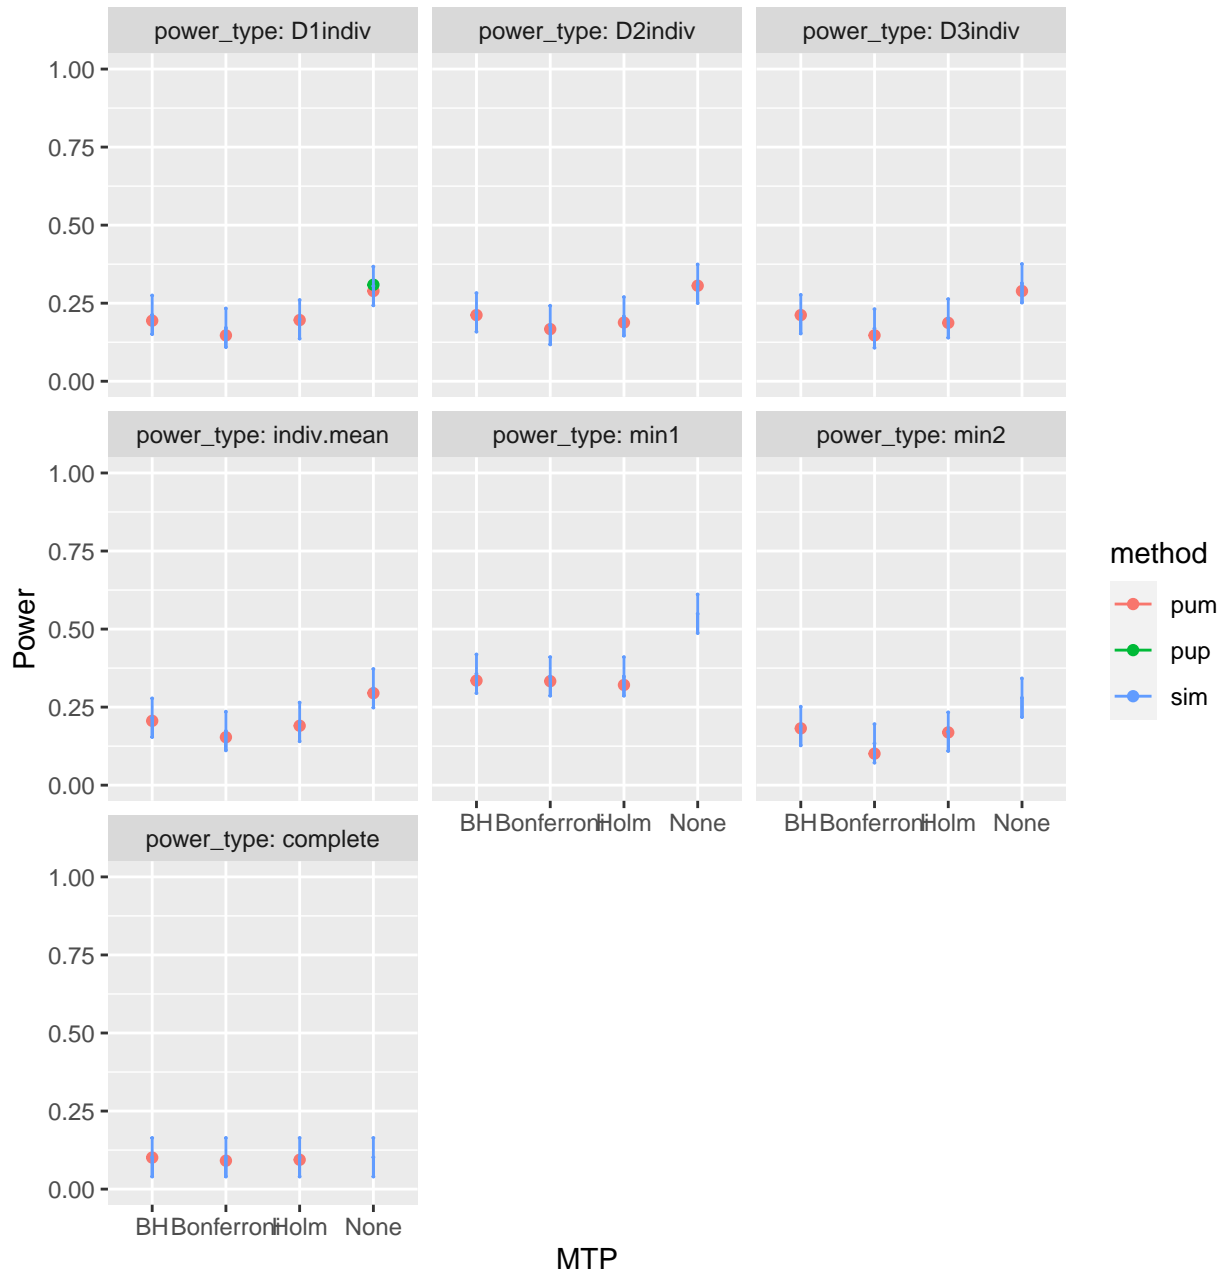 power_type: D1indiv power_type: D2indiv power_type: D3indiv
1.00
0.75
0.50
0.25
0.00
power_type: indiv.mean power_type: min1 power_type: min2
1.00
0.75
0.50
0.25
0.00
BH Bonferroni Holm None BH Bonferroni Holm None
power_type: complete
1.00
0.75
0.50
0.25
0.00
BH Bonferroni Holm None
MTP
Power
method
pum
pup
sim